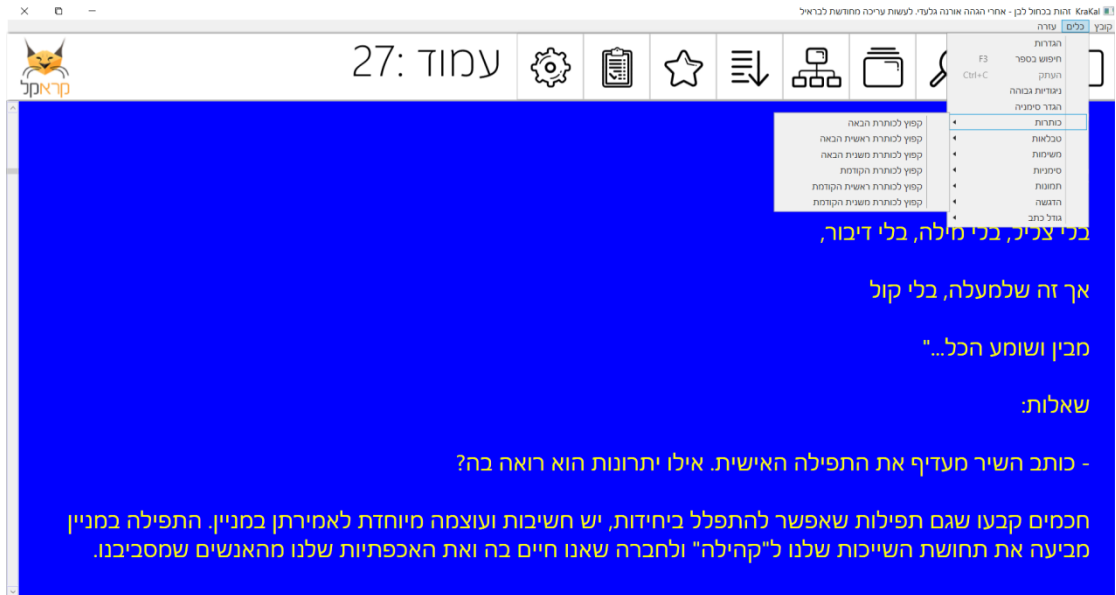 KraKal זהות בכחול לבן - אחרי הגהה אורנה גלעדי. לעשות עריכה מחודשת לבראיל
קובץ כלים עזרה
עמוד :27
קראקל
הגדרות
חיפוש בספר F3
העתק Ctrl+C
ניגודיות גבוהה
הגדר סימניה
כותרות
טבלאות
משימות
סימניות
תמונות
הדגשה
גודל כתב
קפוץ לכותרת הבאה
קפוץ לכותרת ראשית הבאה
קפוץ לכותרת משנית הבאה
קפוץ לכותרת הקודמת
קפוץ לכותרת ראשית הקודמת
קפוץ לכותרת משנית הקודמת
בלי צליל, בלי מילה, בלי דיבור,
אך זה שלמעלה, בלי קול
מבין ושומע הכל..."
שאלות:
- כותב השיר מעדיף את התפילה האישית. אילו יתרונות הוא רואה בה?
חכמים קבעו שגם תפילות שאפשר להתפלל ביחידות, יש חשיבות ועוצמה מיוחדת לאמירתן במניין. התפילה במניין
מביעה את תחושת השייכות שלנו ל"קהילה" ולחברה שאנו חיים בה ואת האכפתיות שלנו מהאנשים שמסביבנו.